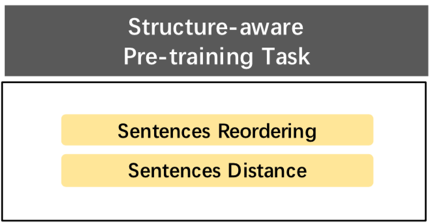 Structure-aware
Pre-training Task
Sentences Reordering
Sentences Distance